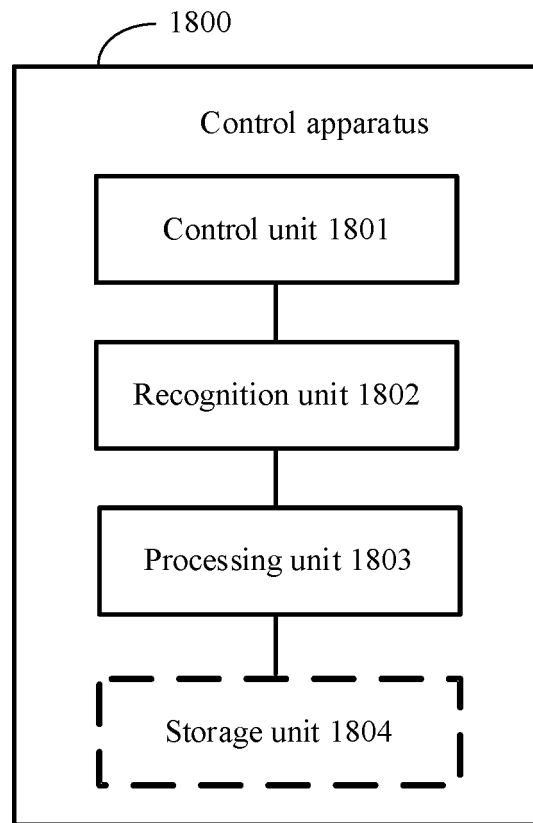 1800
Control apparatus
Control unit 1801
Recognition unit 1802
Processing unit 1803
Storage unit 1804